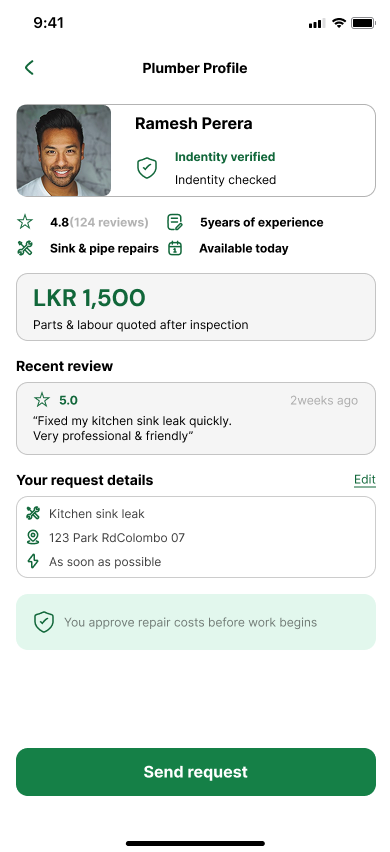 9:41
Plumber Profile
Ramesh Perera
Indentity verified
Indentity checked
4.8(124 reviews)
5years of experience
Sink & pipe repairs
Available today
LKR 1,500
Parts & labour quoted after inspection
Recent review
5.0
2weeks ago
“Fixed my kitchen sink leak quickly.
Very professional & friendly”
Your request details
Edit
Kitchen sink leak
123 Park RdColombo 07
As soon as possible
You approve repair costs before work begins
Send request